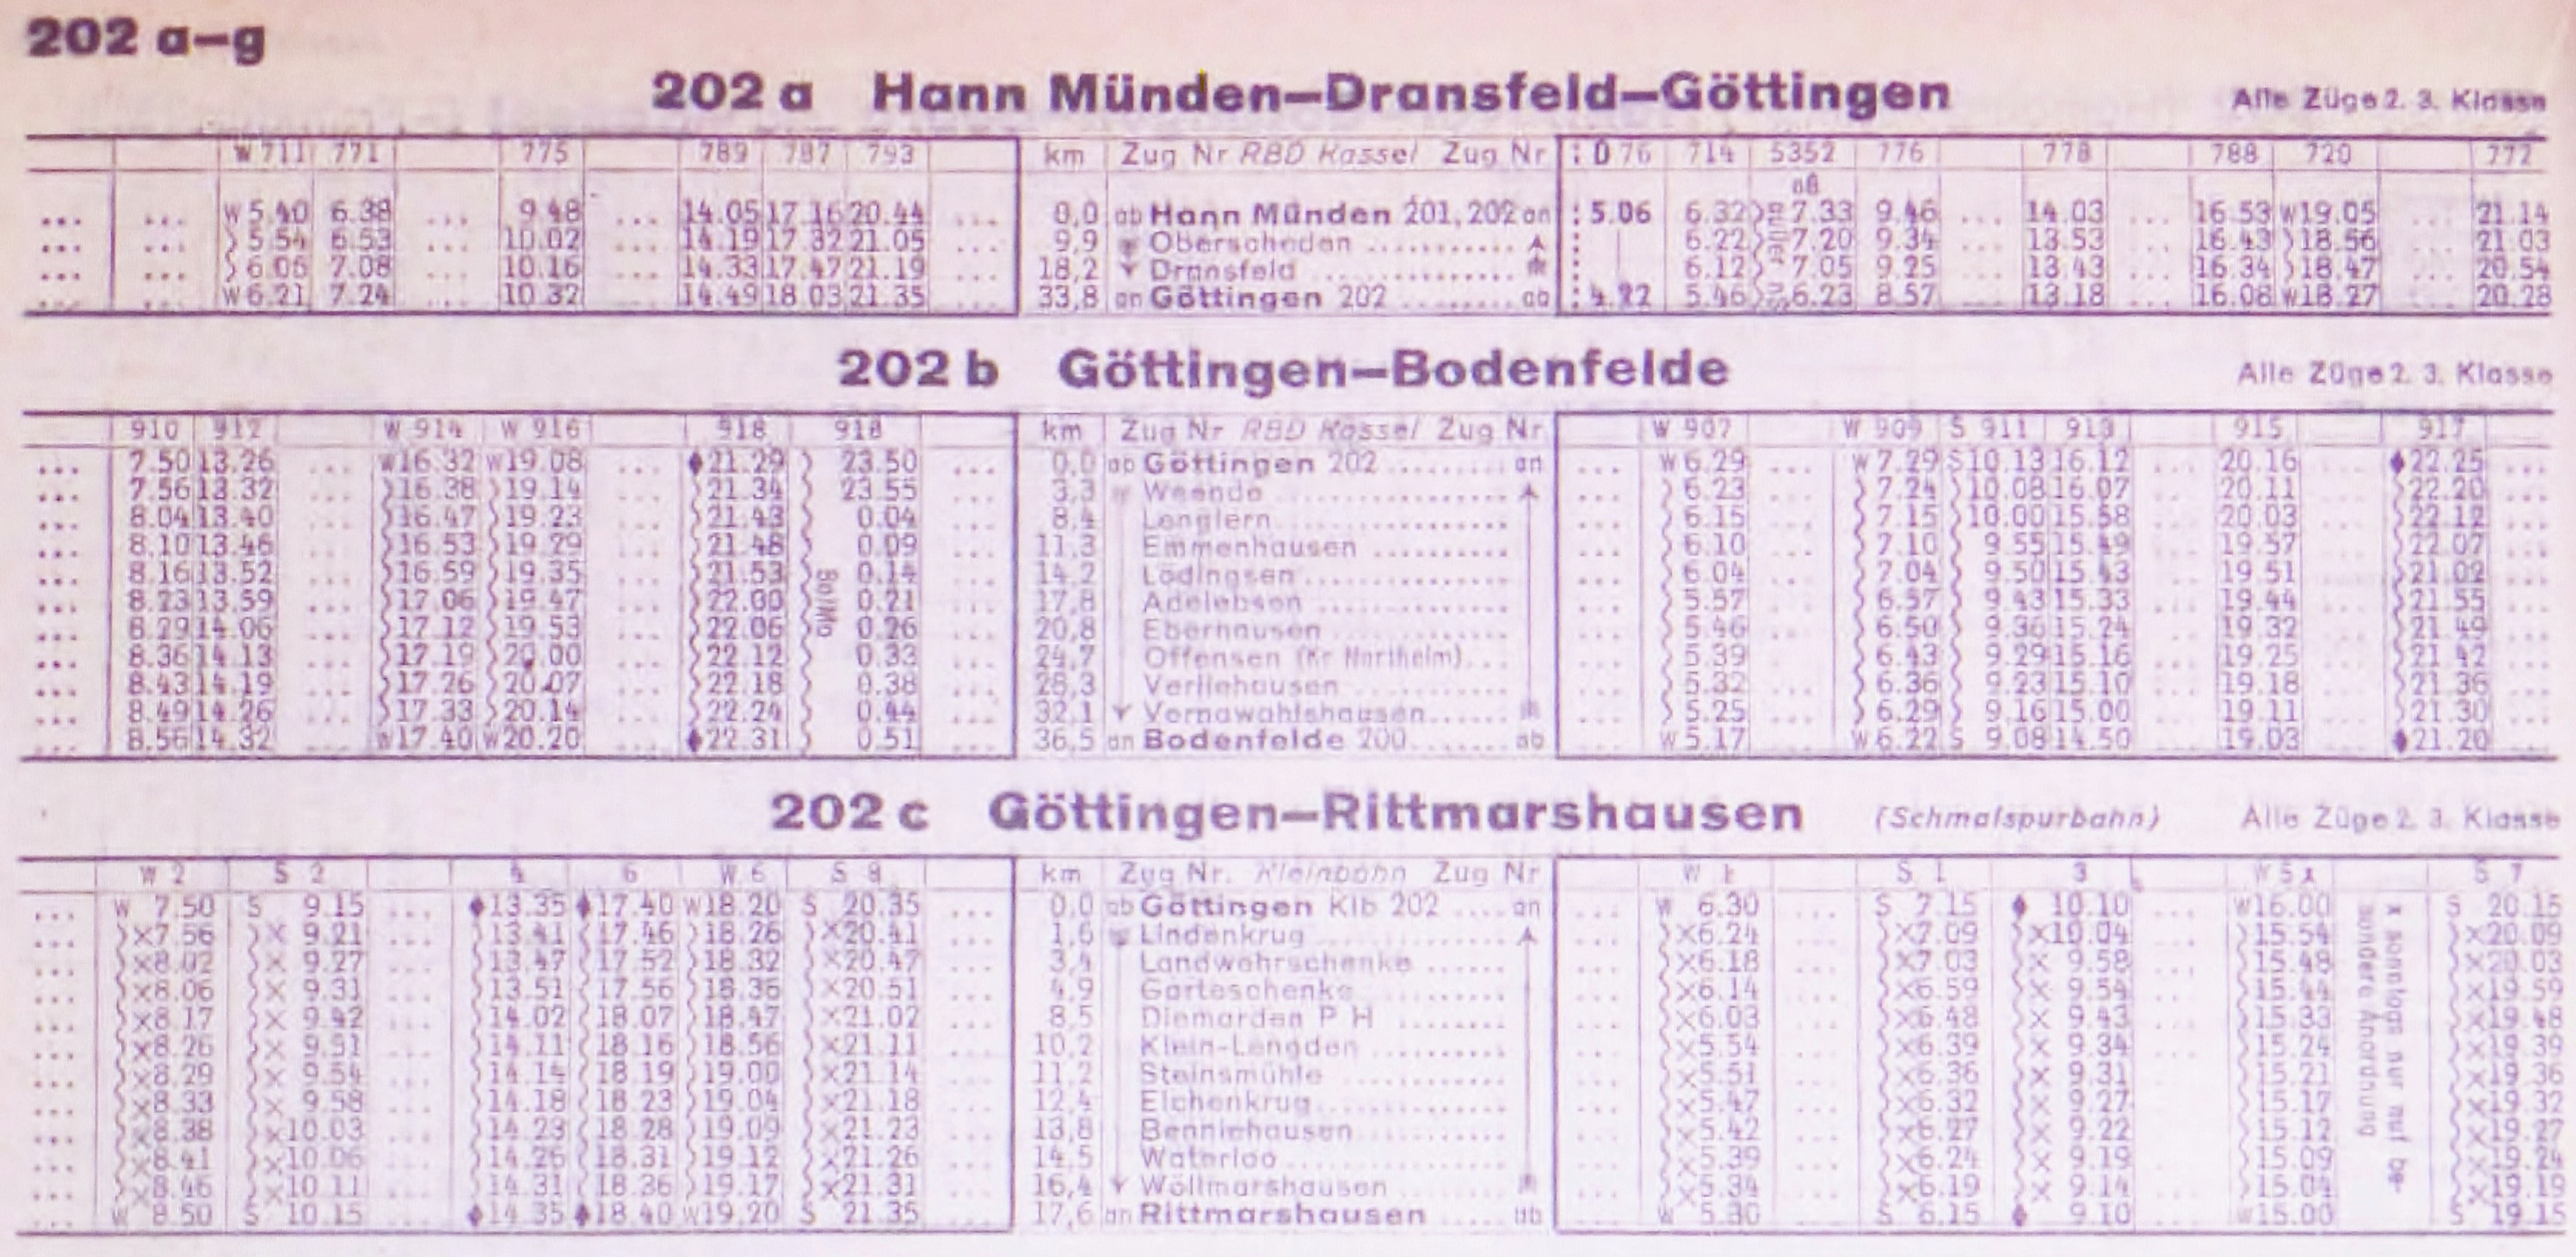 202 a–g
202 a Hann Münden–Dransfeld–Göttingen Alle Züge 2. 3. Klasse
W 711 771 775 789 787 793 km Zug Nr RBD Kassel Zug Nr D 76 714 5352 776 778 788 720 772
... ... W 5.40 6.38 ... 9.48 ... 14.05 17.16 20.44 ... 0,0 ab Hann Münden 201, 202 an 5.06 6.32 7.33 9.46 ... 14.03 ... 16.53 W19.05 ... 21.14
... ... 5.54 6.53 ... 10.02 ... 14.19 17.32 21.05 ... 9,9 Oberscheden 6.22 7.20 9.34 ... 13.53 ... 16.43 18.56 ... 21.03
... ... 6.06 7.08 ... 10.16 ... 14.33 17.47 21.19 ... 18,2 Dransfeld 6.12 7.05 9.25 ... 13.43 ... 16.34 18.47 ... 20.54
... ... W 6.21 7.24 ... 10.32 ... 14.49 18.03 21.35 ... 33,8 an Göttingen 202 ab 4.22 5.46 6.23 8.57 ... 13.18 ... 16.08 W18.27 ... 20.28
202 b Göttingen–Bodenfelde Alle Züge 2. 3. Klasse
910 912 W 914 W 916 918 918 km Zug Nr RBD Kassel Zug Nr W 907 W 909 S 911 913 915 917
... 7.50 13.26 ... W16.32 W19.08 ... ♦21.29 23.50 ... 0,0 ab Göttingen 202 an ... W 6.29 ... W 7.29 S10.13 16.12 ... 20.16 ... ♦22.25 ...
... 7.56 13.32 ... 16.38 19.14 ... 21.34 23.55 ... 3,3 Weende ... 6.23 ... 7.24 10.08 16.07 ... 20.11 ... 22.20 ...
... 8.04 13.40 ... 16.47 19.23 ... 21.43 0.04 ... 8,4 Lenglern ... 6.15 ... 7.15 10.00 15.58 ... 20.03 ... 22.12 ...
... 8.10 13.46 ... 16.53 19.29 ... 21.48 0.09 ... 11,3 Emmenhausen ... 6.10 ... 7.10 9.55 15.49 ... 19.57 ... 22.07 ...
... 8.16 13.52 ... 16.59 19.35 ... 21.53 0.14 ... 14,2 Lödingsen ... 6.04 ... 7.04 9.50 15.43 ... 19.51 ... 21.02 ...
... 8.23 13.59 ... 17.06 19.47 ... 22.00 0.21 ... 17,8 Adelebsen ... 5.57 ... 6.57 9.43 15.33 ... 19.44 ... 21.55 ...
... 8.29 14.06 ... 17.12 19.53 ... 22.06 0.26 ... 20,8 Eberhausen ... 5.46 ... 6.50 9.36 15.24 ... 19.32 ... 21.49 ...
... 8.36 14.13 ... 17.19 20.00 ... 22.12 0.33 ... 24,7 Offensen (Kr Northeim) ... 5.39 ... 6.43 9.29 15.16 ... 19.25 ... 21.42 ...
... 8.43 14.19 ... 17.26 20.07 ... 22.18 0.38 ... 28,3 Verliehausen ... 5.32 ... 6.36 9.23 15.10 ... 19.18 ... 21.36 ...
... 8.49 14.26 ... 17.33 20.14 ... 22.24 0.44 ... 32,1 Vernawahlshausen ... 5.25 ... 6.29 9.16 15.00 ... 19.11 ... 21.30 ...
... 8.56 14.32 ... W17.40 W20.20 ... ♦22.31 0.51 ... 36,5 an Bodenfelde 200 ab ... W 5.17 ... W 6.22 S 9.08 14.50 ... 19.03 ... ♦21.20 ...
202 c Göttingen–Rittmarshausen (Schmalspurbahn) Alle Züge 2. 3. Klasse
W 2 S 2 4 6 W 6 S 8 km Zug Nr. Kleinbahn Zug Nr W 1 S 1 3 W 5 x S 7
... W 7.50 S 9.15 ... ♦13.35 ♦17.40 W18.20 S 20.35 ... 0,0 ab Göttingen Klb 202 an ... W 6.30 ... S 7.15 ♦ 10.10 ... W16.00 S 20.15
... x7.56 x 9.21 ... 13.41 17.46 18.26 x20.41 ... 1,6 Lindenkrug ... x6.24 ... x7.09 x10.04 ... 15.54 x20.09
... x8.02 x 9.27 ... 13.47 17.52 18.32 x20.47 ... 3,4 Landwehrschenke ... x6.18 ... x7.03 x 9.58 ... 15.48 x20.03
... x8.06 x 9.31 ... 13.51 17.56 18.36 x20.51 ... 4,9 Garteschenke ... x6.14 ... x6.59 x 9.54 ... 15.44 x19.59
... x8.17 x 9.42 ... 14.02 18.07 18.47 x21.02 ... 8,5 Diemarden P H ... x6.03 ... x6.48 x 9.43 ... 15.33 x19.48
... x8.26 x 9.51 ... 14.11 18.16 18.56 x21.11 ... 10,2 Klein-Lengden ... x5.54 ... x6.39 x 9.34 ... 15.24 x19.39
... x8.29 x 9.54 ... 14.14 18.19 19.00 x21.14 ... 11,2 Steinsmühle ... x5.51 ... x6.36 x 9.31 ... 15.21 x19.36
... x8.33 x 9.58 ... 14.18 18.23 19.04 x21.18 ... 12,4 Eichenkrug ... x5.47 ... x6.32 x 9.27 ... 15.17 x19.32
... x8.38 x10.03 ... 14.23 18.28 19.09 x21.23 ... 13,8 Benniehausen ... x5.42 ... x6.27 x 9.22 ... 15.12 x19.27
... x8.41 x10.06 ... 14.26 18.31 19.12 x21.26 ... 14,5 Waterloo ... x5.39 ... x6.24 x 9.19 ... 15.09 x19.24
... x8.46 x10.11 ... 14.31 18.36 19.17 x21.31 ... 16,4 Wöllmarshausen ... x5.34 ... x6.19 x 9.14 ... 15.04 x19.19
... W 8.50 S 10.15 ... ♦14.35 ♦18.40 W19.20 S 21.35 ... 17,6 an Rittmarshausen ab ... W 5.30 ... S 6.15 ♦ 9.10 ... W15.00 S 19.15
x sonntags nur auf be-
sondere Anordnung